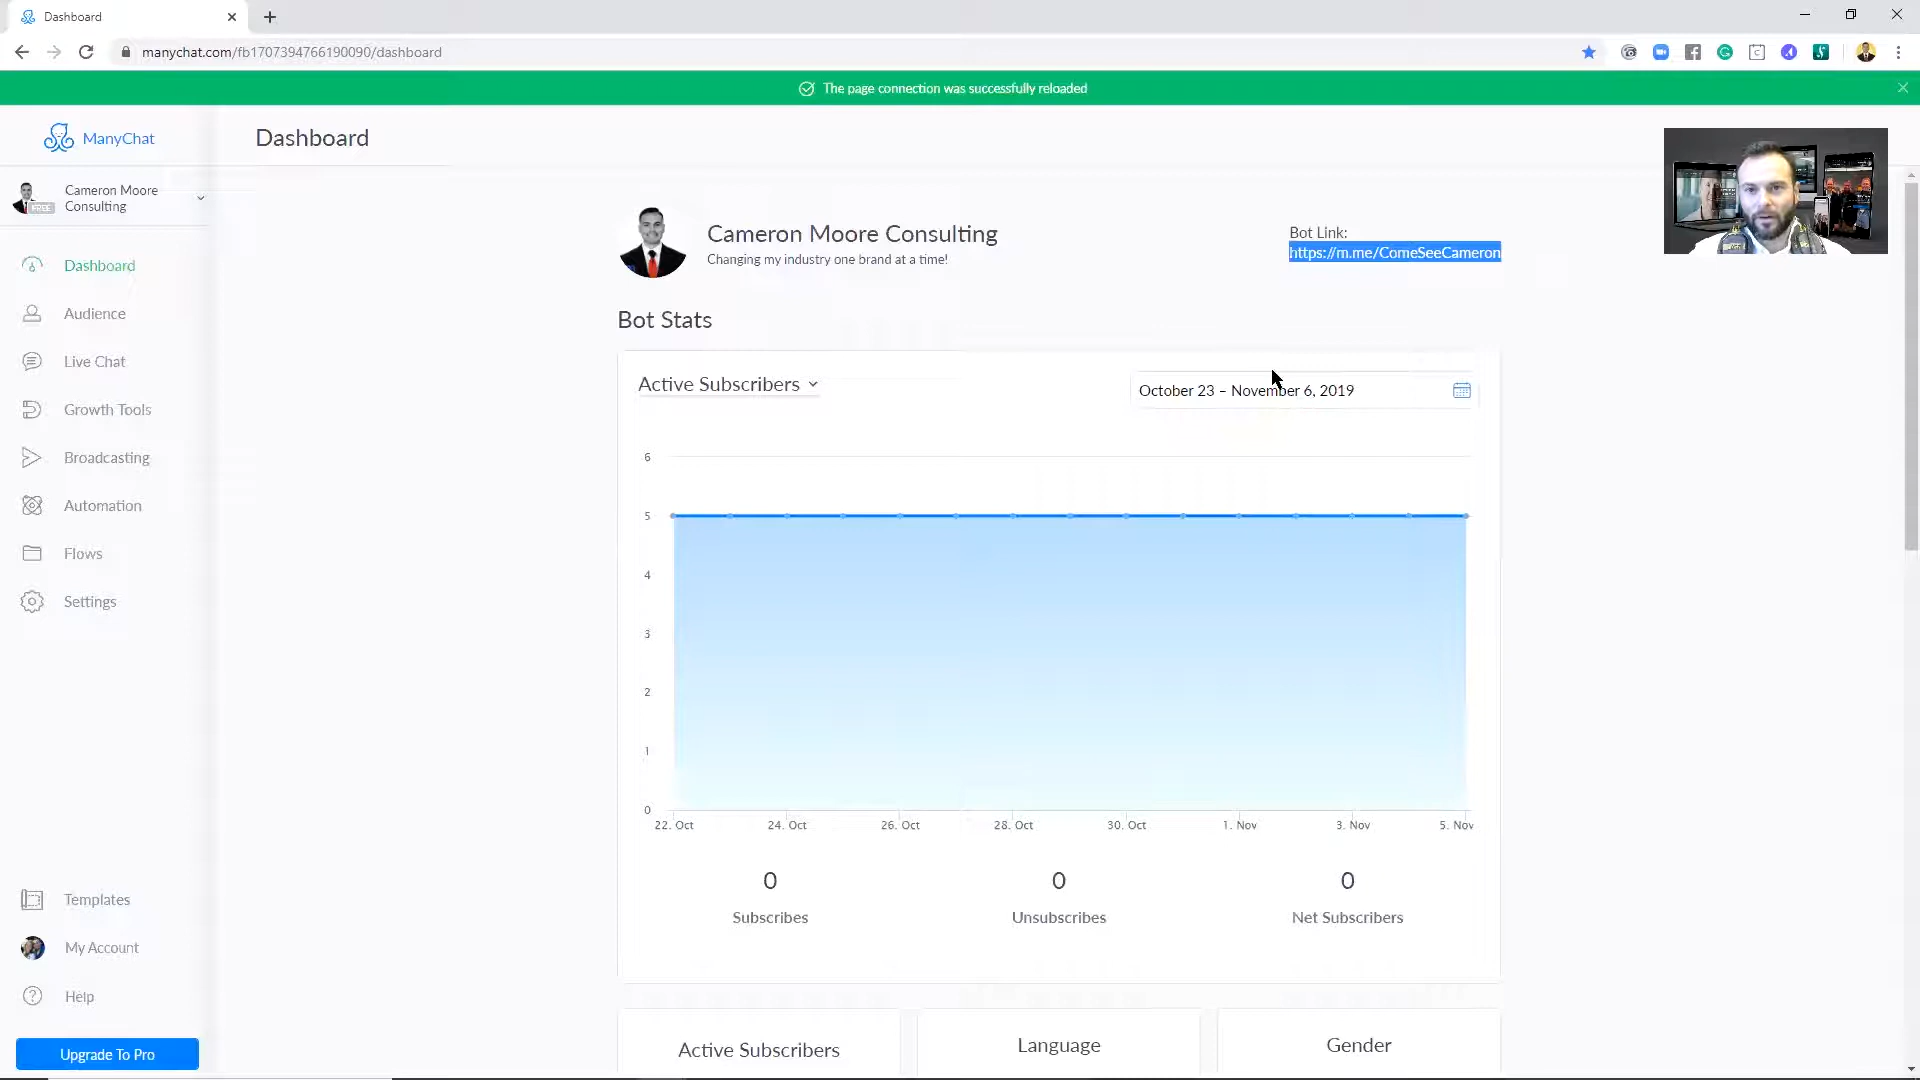 Dashboard
manychat.com/fb1707394766190090/dashboard
The page connection was successfully reloaded
ManyChat
Dashboard
Cameron Moore
Consulting
FREE
Cameron Moore Consulting
Changing my industry one brand at a time!
Bot Link:
https://m.me/ComeSeeCameron
Dashboard
Audience
Live Chat
Growth Tools
Broadcasting
Automation
Flows
Settings
Bot Stats
Active Subscribers
October 23 – November 6, 2019
6
5
4
3
2
1
0
22. Oct 24. Oct 26. Oct 28. Oct 30. Oct 1. Nov 3. Nov 5. Nov
0 0 0
Subscribes Unsubscribes Net Subscribers
Templates
My Account
Help
Upgrade To Pro
Active Subscribers Language Gender